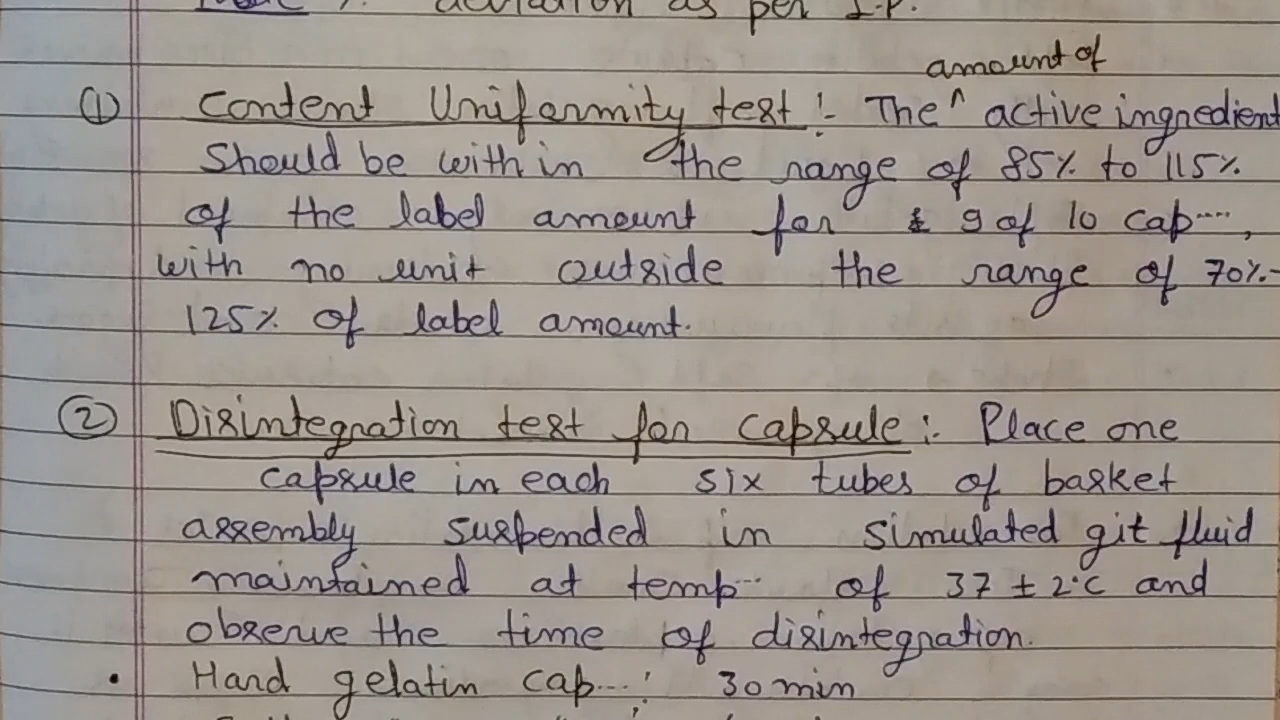 % deviation as per I.P.
amount of
① Content Uniformity test :- The ^ active ingredient
Should be with in the range of 85% to 115%
of the label amount for 9 of 10 cap....,
with no unit outside the range of 70%-
125% of label amount.
② Disintegration test for capsule :- Place one
capsule in each six tubes of basket
assembly suspended in simulated git fluid
maintained at temp... of 37 ± 2°C and
observe the time of disintegration.
• Hard gelatin cap...: 30 min